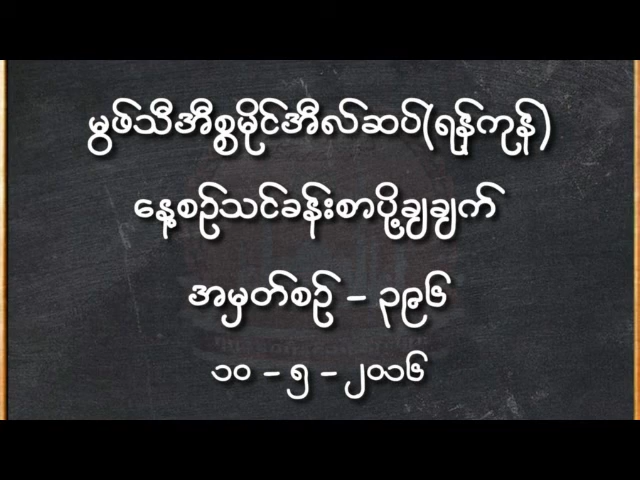 မွဖ်သီအီစ္စမိုင်အီလ်ဆပ်(ရန်ကုန်)
နေ့စဉ်သင်ခန်းစာပို့ချချက်
အမှတ်စဉ် – ၃၉၆
၁၀ – ၅ – ၂၀၁၆